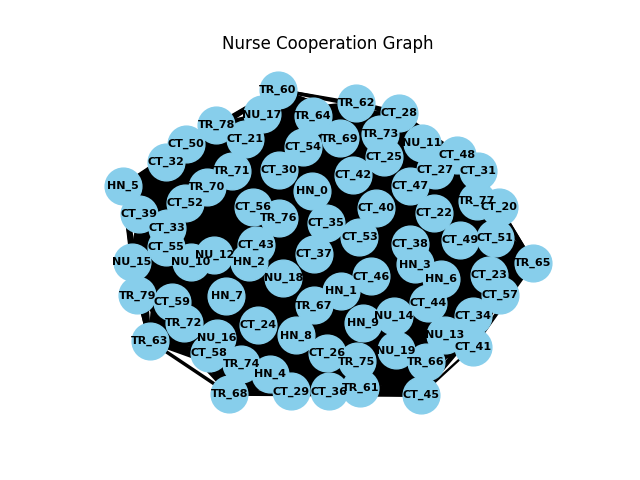 Nurse Cooperation Graph
TR_60
TR_62
NU_17
CT_28
TR_64
TR_78
TR_73
CT_21
TR_69
NU_11
CT_50
CT_54
CT_48
CT_25
CT_32
CT_30
CT_27
CT_31
TR_71
CT_42
HN_5
TR_70
CT_47
HN_0
TR_77
CT_52
CT_20
CT_56
CT_40
CT_39
CT_22
TR_76
CT_35
CT_33
CT_53
CT_51
CT_49
CT_38
CT_43
CT_55
CT_37
NU_12
NU_15
NU_10
HN_2
TR_65
HN_3
CT_23
CT_46
NU_18
HN_6
HN_1
TR_79
HN_7
CT_57
CT_59
CT_44
TR_67
NU_14
CT_34
TR_72
HN_9
CT_24
NU_13
HN_8
NU_16
TR_63
CT_41
NU_19
CT_58
CT_26
TR_75
TR_66
TR_74
HN_4
TR_61
CT_29
CT_36
TR_68
CT_45